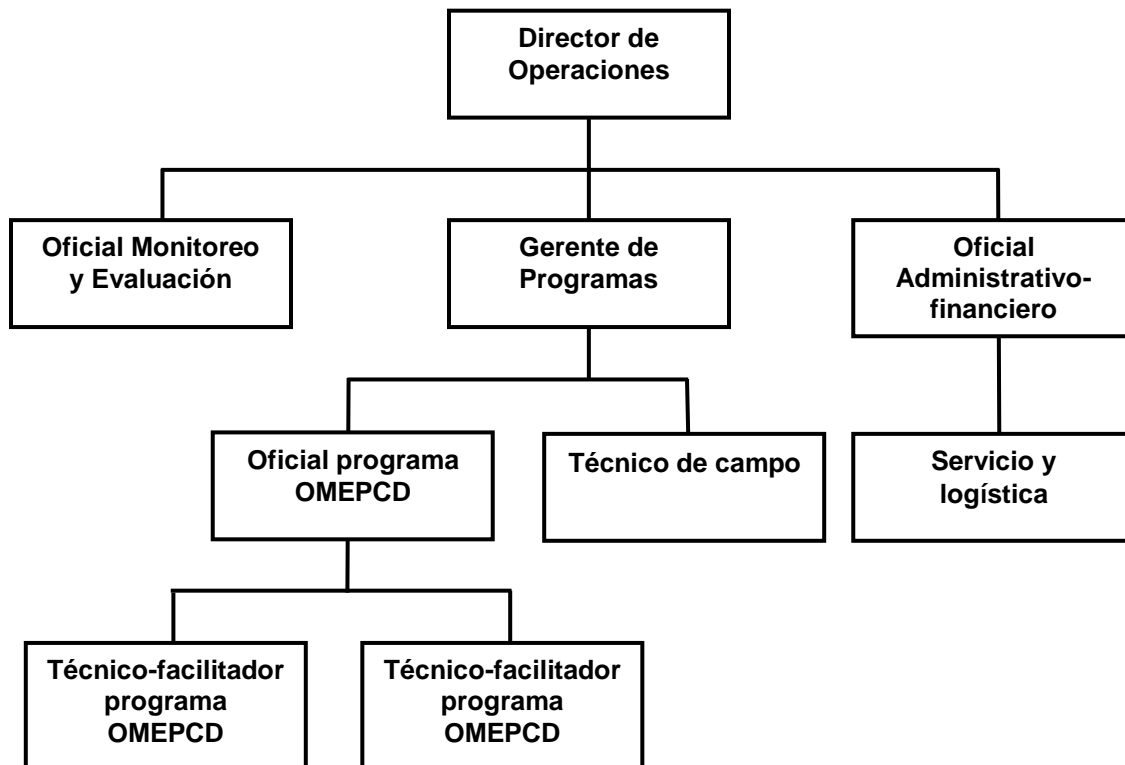 Director de
Operaciones
Oficial Monitoreo
y Evaluación
Gerente de
Programas
Oficial
Administrativo-
financiero
Oficial programa
OMEPCD
Técnico de campo
Servicio y
logística
Técnico-facilitador
programa
OMEPCD
Técnico-facilitador
programa
OMEPCD